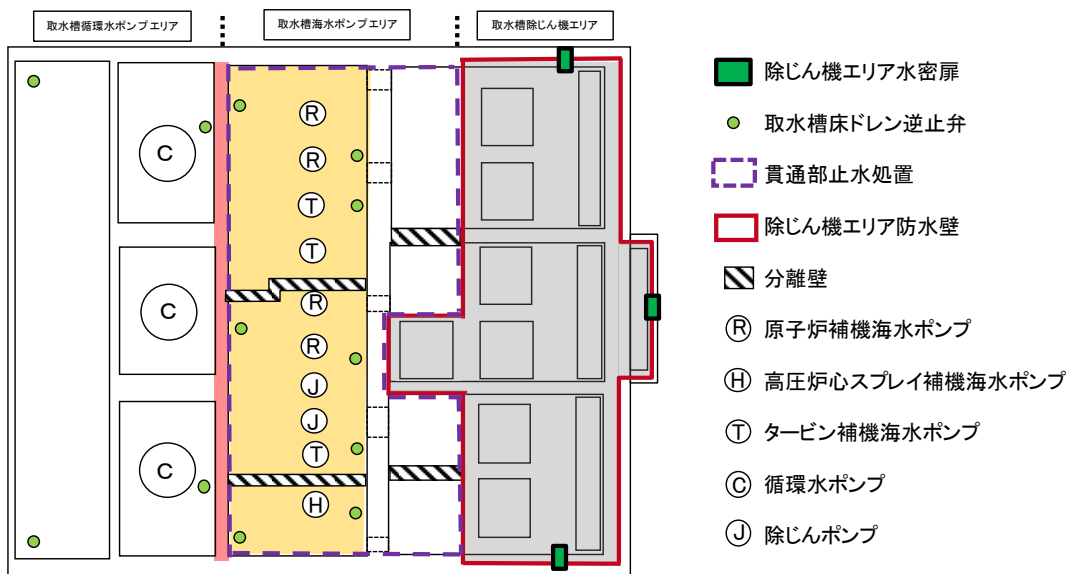 取水槽循環水ポンプエリア
取水槽海水ポンプエリア
取水槽除じん機エリア
C
C
C
R
R
T
T
R
R
J
J
T
H
除じん機エリア水密扉
取水槽床ドレン逆止弁
貫通部止水処置
除じん機エリア防水壁
分離壁
R 原子炉補機海水ポンプ
H 高圧炉心スプレイ補機海水ポンプ
T タービン補機海水ポンプ
C 循環水ポンプ
J 除じんポンプ